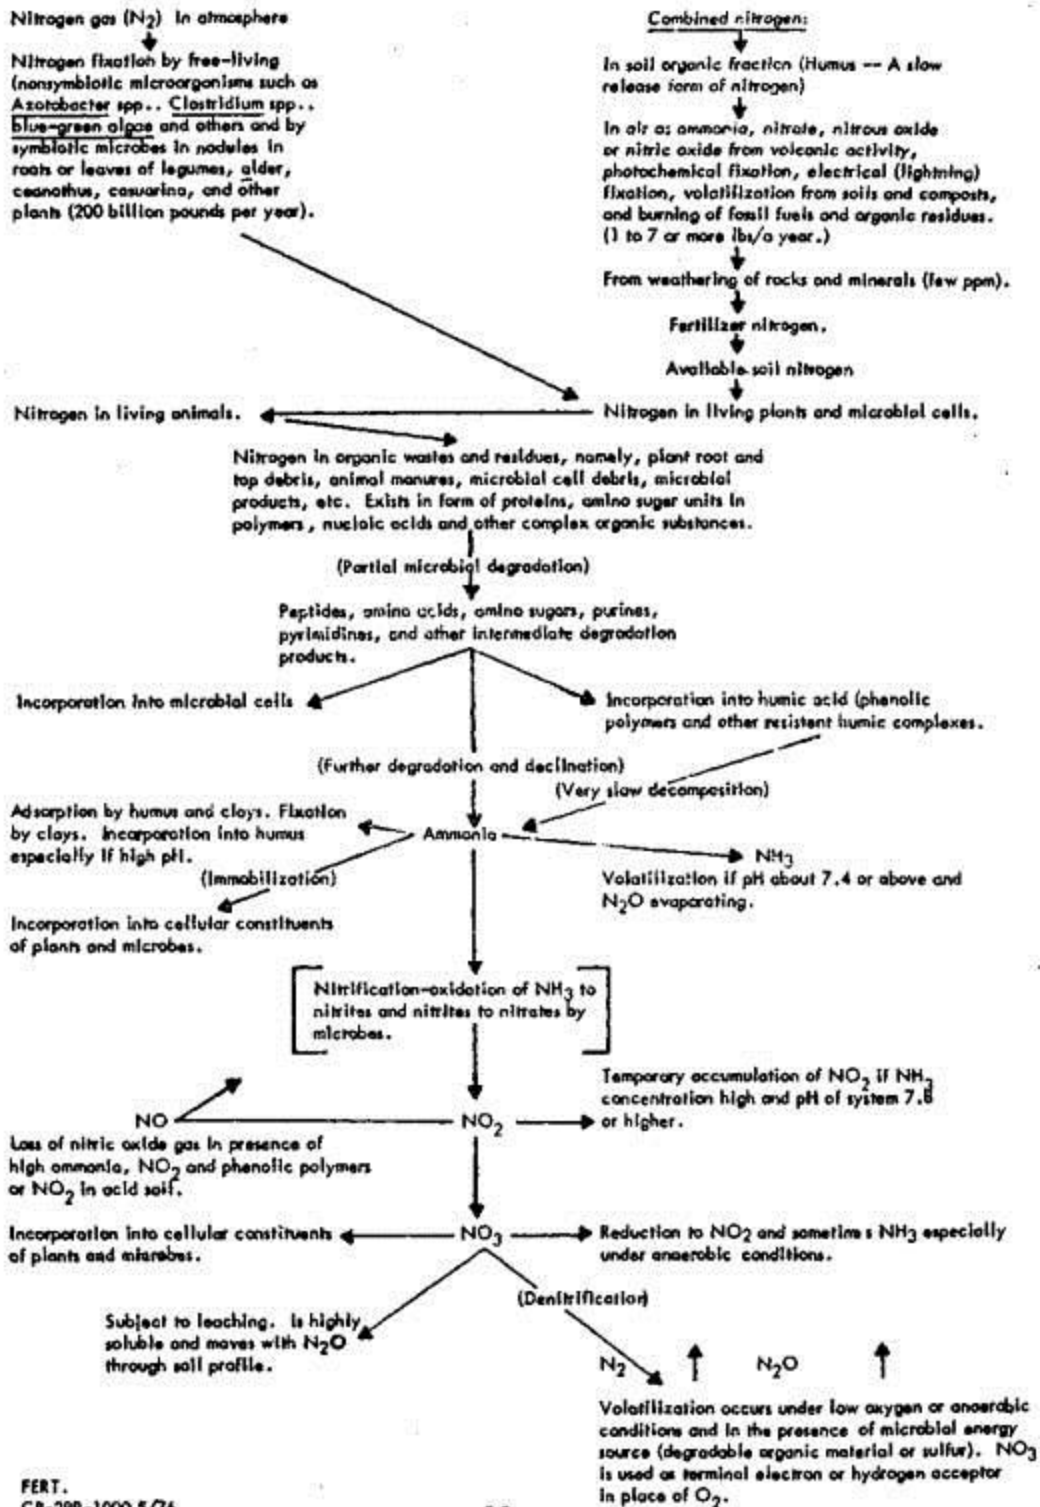 Nitrogen gas (N2) In atmosphere
Nitrogen fixation by free-living
(nonsymbiotic microorganisms such as
Azotobacter spp.. Clostridium spp..
blue-green algae and others and by
symbiotic microbes in nodules in
roots or leaves of legumes, alder,
ceanothus, casuarina, and other
plants (200 billion pounds per year).
Combined nitrogen:
In soil organic fraction (Humus -- A slow
release form of nitrogen)
In air as ammonia, nitrate, nitrous oxide
or nitric oxide from volcanic activity,
photochemical fixation, electrical (lightning)
fixation, volatilization from soils and composts,
and burning of fossil fuels and organic residues.
(1 to 7 or more lbs/a year.)
From weathering of rocks and minerals (few ppm).
Fertilizer nitrogen.
Available soil nitrogen
Nitrogen in living animals.
Nitrogen in living plants and microbial cells.
Nitrogen in organic wastes and residues, namely, plant root and
top debris, animal manures, microbial cell debris, microbial
products, etc. Exists in form of proteins, amino sugar units in
polymers, nucloic acids and other complex organic substances.
(Partial microbial degradation)
Peptides, amino acids, amino sugars, purines,
pyrimidines, and other intermediate degradation
products.
Incorporation into microbial cells
Incorporation into humic acid (phenolic
polymers and other resistent humic complexes.
(Further degradation and declination)
(Very slow decomposition)
Adsorption by humus and clays. Fixation
by clays. Incorporation into humus
especially if high pH.
Ammonia
NH3
Volatilization if pH about 7.4 or above and
N2O evaporating.
(Immobilization)
Incorporation into cellular constituents
of plants and microbes.
Nitrification-oxidation of NH3 to
nitrites and nitrites to nitrates by
microbes.
Temporary accumulation of NO2 if NH3
concentration high and pH of system 7.8
or higher.
NO
NO2
Loss of nitric oxide gas in presence of
high ammonia, NO2 and phenolic polymers
or NO2 in acid soil.
Incorporation into cellular constituents
of plants and miarobes.
NO3
Reduction to NO2 and sometimes NH3 especially
under anaerobic conditions.
(Denitrification)
Subject to leaching. Is highly
soluble and moves with N2O
through soil profile.
N2
N2O
Volatilization occurs under low oxygen or anaerobic
conditions and in the presence of microbial energy
source (degradable organic material or sulfur). NO3
is used as terminal electron or hydrogen acceptor
in place of O2.
FERT.